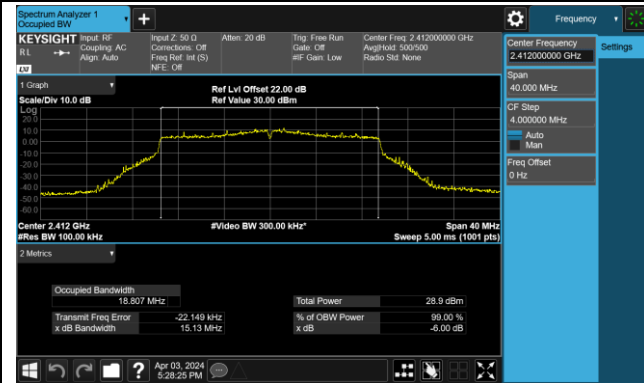 Spectrum Analyzer 1
Occupied BW
+
Frequency
KEYSIGHT
RL
LXI
Input: RF
Coupling: AC
Align: Auto
Input Z: 50 Ω
Corrections: Off
Freq Ref: Int (S)
NFE: Off
Atten: 20 dB
Trig: Free Run
Gate: Off
#IF Gain: Low
Center Freq: 2.412000000 GHz
Avg|Hold: 500/500
Radio Std: None
Center Frequency
2.412000000 GHz
Settings
Span
40.000 MHz
CF Step
4.000000 MHz
Auto
Man
Freq Offset
0 Hz
1 Graph
Scale/Div 10.0 dB
Ref Lvl Offset 22.00 dB
Ref Value 30.00 dBm
Log
20.0
10.0
0.00
-10.0
-20.0
-30.0
-40.0
-50.0
-60.0
Center 2.412 GHz
#Res BW 100.00 kHz
#Video BW 300.00 kHz*
Span 40 MHz
Sweep 5.00 ms (1001 pts)
2 Metrics
Occupied Bandwidth
18.807 MHz
Total Power 28.9 dBm
Transmit Freq Error -22.149 kHz
% of OBW Power 99.00 %
x dB Bandwidth 15.13 MHz
x dB -6.00 dB
?
Apr 03, 2024
5:28:25 PM